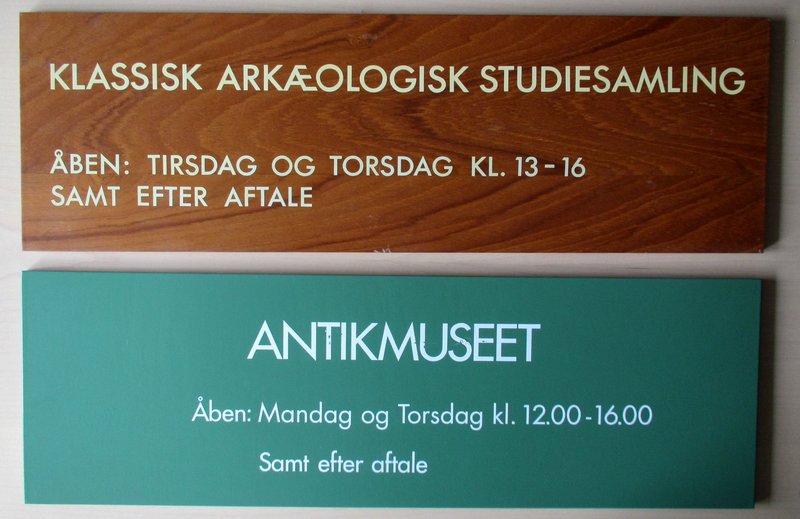 KLASSISK ARKÆOLOGISK STUDIESAMLING
ÅBEN: TIRSDAG OG TORSDAG KL. 13-16
SAMT EFTER AFTALE
ANTIKMUSEET
Åben: Mandag og Torsdag kl. 12.00-16.00
Samt efter aftale